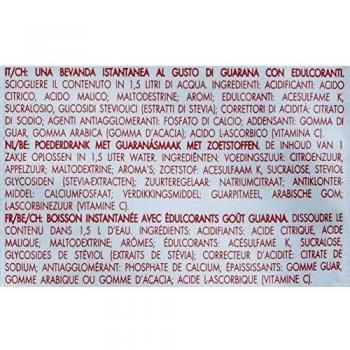 IT/CH: UNA BEVANDA ISTANTANEA AL GUSTO DI GUARANA CON EDULCORANTI.
SCIOGLIERE IL CONTENUTO IN 1,5 LITRI DI ACQUA. INGREDIENTI: ACIDIFICANTI: ACIDO
CITRICO, ACIDO MALICO; MALTODESTRINE; AROMI; EDULCORANTI: ACESULFAME K,
SUCRALOSIO, GLICOSIDI STEVIOLICI (ESTRATTI DI STEVIA); CORRETTORI DI ACIDITÀ: CITRATO
DI SODIO; AGENTI ANTIAGGLOMERANTI: FOSFATO DI CALCIO; ADDENSANTI: GOMMA DI
GUAR, GOMMA ARABICA (GOMMA D'ACACIA); ACIDO L-ASCORBICO (VITAMINA C).
NL/BE: POEDERDRANK MET GUARANÁSMAAK MET ZOETSTOFFEN. DE INHOUD VAN 1
ZAKJE OPLOSSEN IN 1,5 LITER WATER. INGREDIËNTEN: VOEDINGSZUUR: CITROENZUUR,
APPELZUUR; MALTODEXTRINE; AROMA'S; ZOETSTOF: ACESULFAAM K, SUCRALOSE, STEVIOL
GLYCOSIDEN (STEVIA-EXTRACTEN); ZUURTEREGELAAR: NATRIUMCITRAAT; ANTIKLONTER-
MIDDEL: CALCIUMFOSFAAT; VERDIKKINGSMIDDEL: GUARPITMEEL, ARABISCHE GOM;
L-ASCORBINEZUUR (VITAMINE C).
FR/BE/CH: BOISSON INSTANTANÉE AVEC ÉDULCORANTS GOÛT GUARANA. DISSOUDRE LE
CONTENU DANS 1,5 L D'EAU. INGRÉDIENTS: ACIDIFIANTS: ACIDE CITRIQUE, ACIDE
MALIQUE; MALTODEXTRINE; ARÔMES; ÉDULCORANTS: ACÉSULFAME K, SUCRALOSE,
GLYCOSIDES DE STÉVIOL (EXTRAITS DE STÉVIA); CORRECTEUR D'ACIDITÉ: CITRATE DE
SODIUM; ANTIAGGLOMÉRANT: PHOSPHATE DE CALCIUM; ÉPAISSISSANTS: GOMME GUAR,
GOMME ARABIQUE OU GOMME D'ACACIA; ACIDE L-ASCORBIQUE (VITAMINE C).